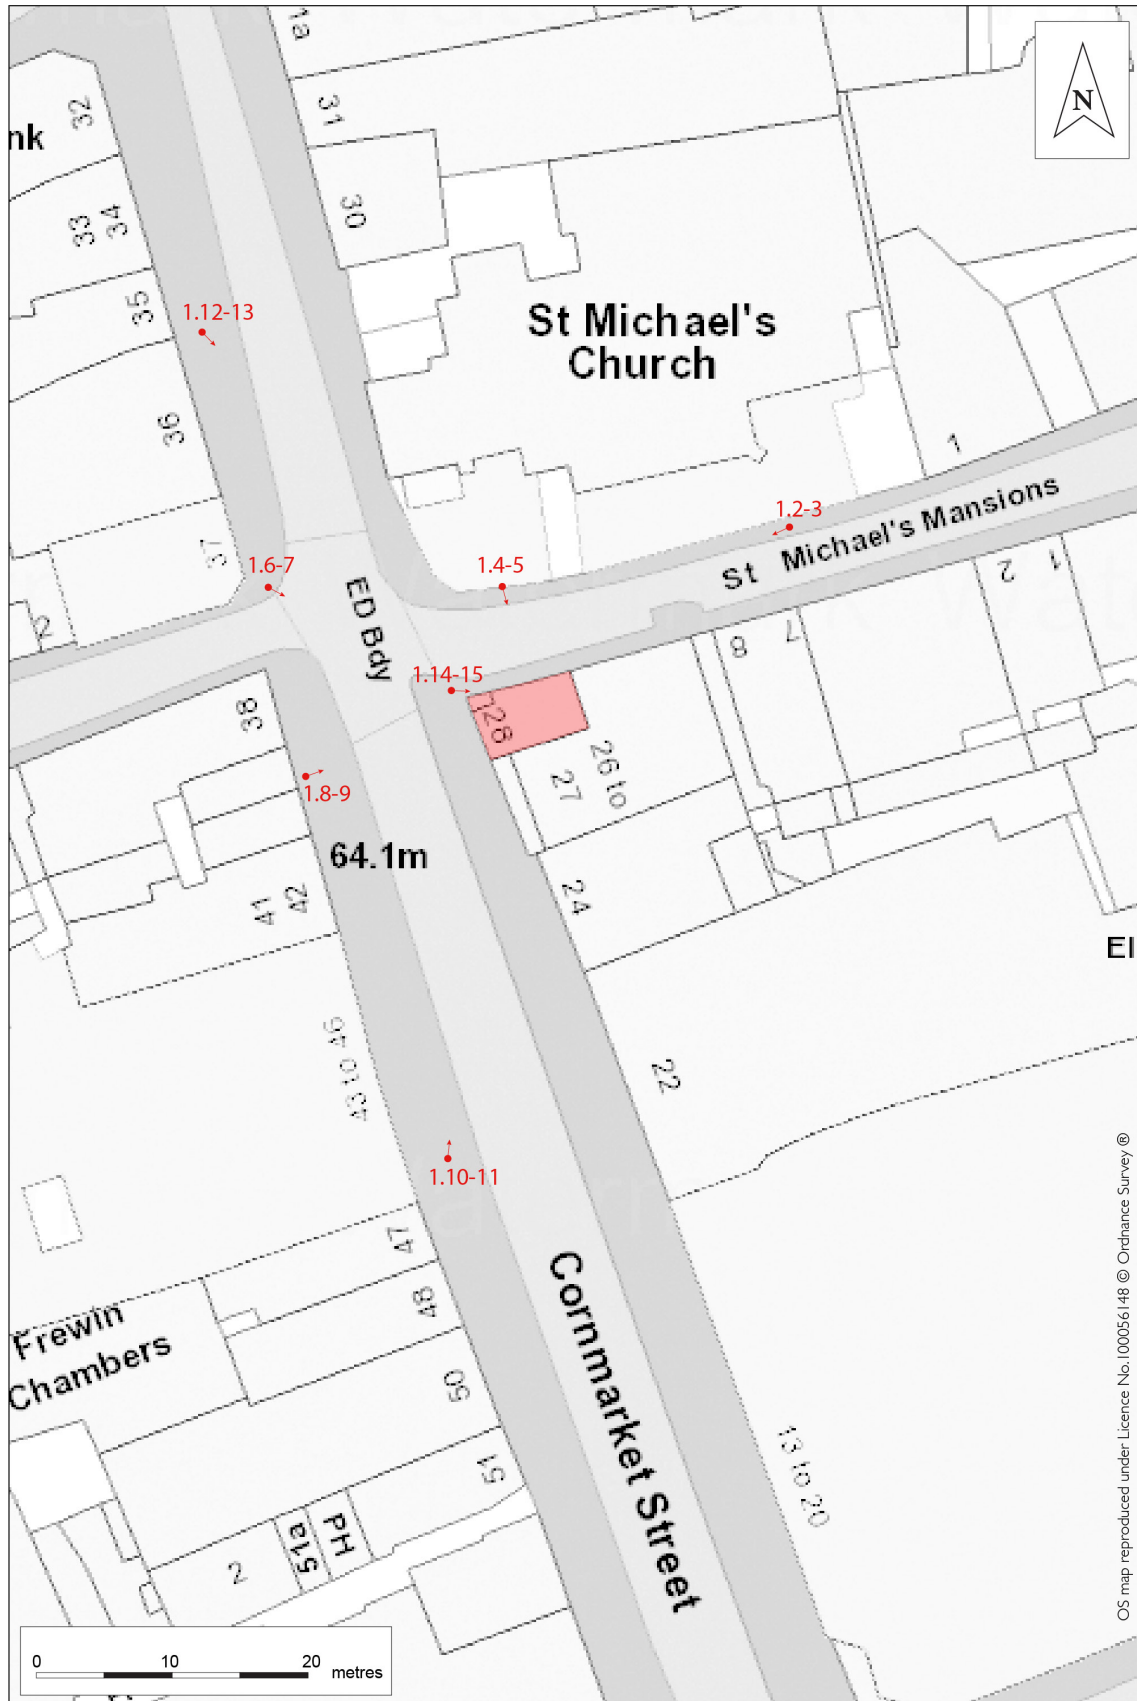 1a
N
32
31
nk
30
33
34
35
1.12-13
St Michael's
Church
36
1
1.2-3
St Michael's Mansions
37
1.6-7
1.4-5
ED Bdy
2
2
1
8
7
1.14-15
38
28
26 to
27
1.8-9
64.1m
42
41
24
El
43 to 46
22
1.10-11
47
Cornmarket Street
48
Frewin
Chambers
50
51
13 to 20
PH
51a
2
OS map reproduced under Licence No.100056148 © Ordnance Survey ®
0 10 20 metres